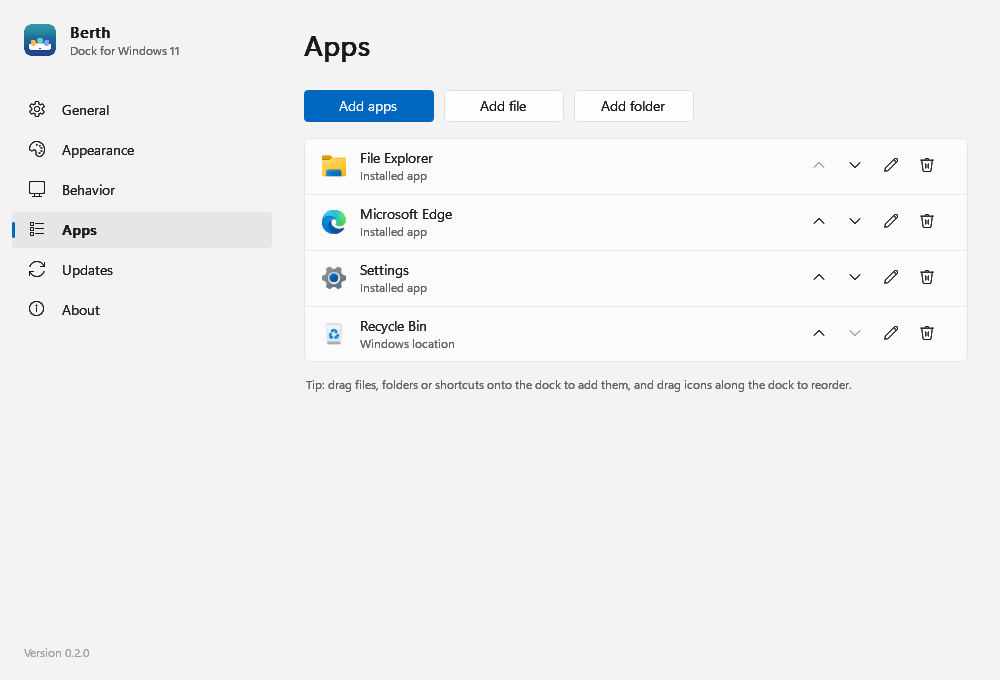 Berth
Dock for Windows 11
General
Appearance
Behavior
Apps
Updates
About
Version 0.2.0
Apps
Add apps
Add file
Add folder
File Explorer
Installed app
Microsoft Edge
Installed app
Settings
Installed app
Recycle Bin
Windows location
Tip: drag files, folders or shortcuts onto the dock to add them, and drag icons along the dock to reorder.